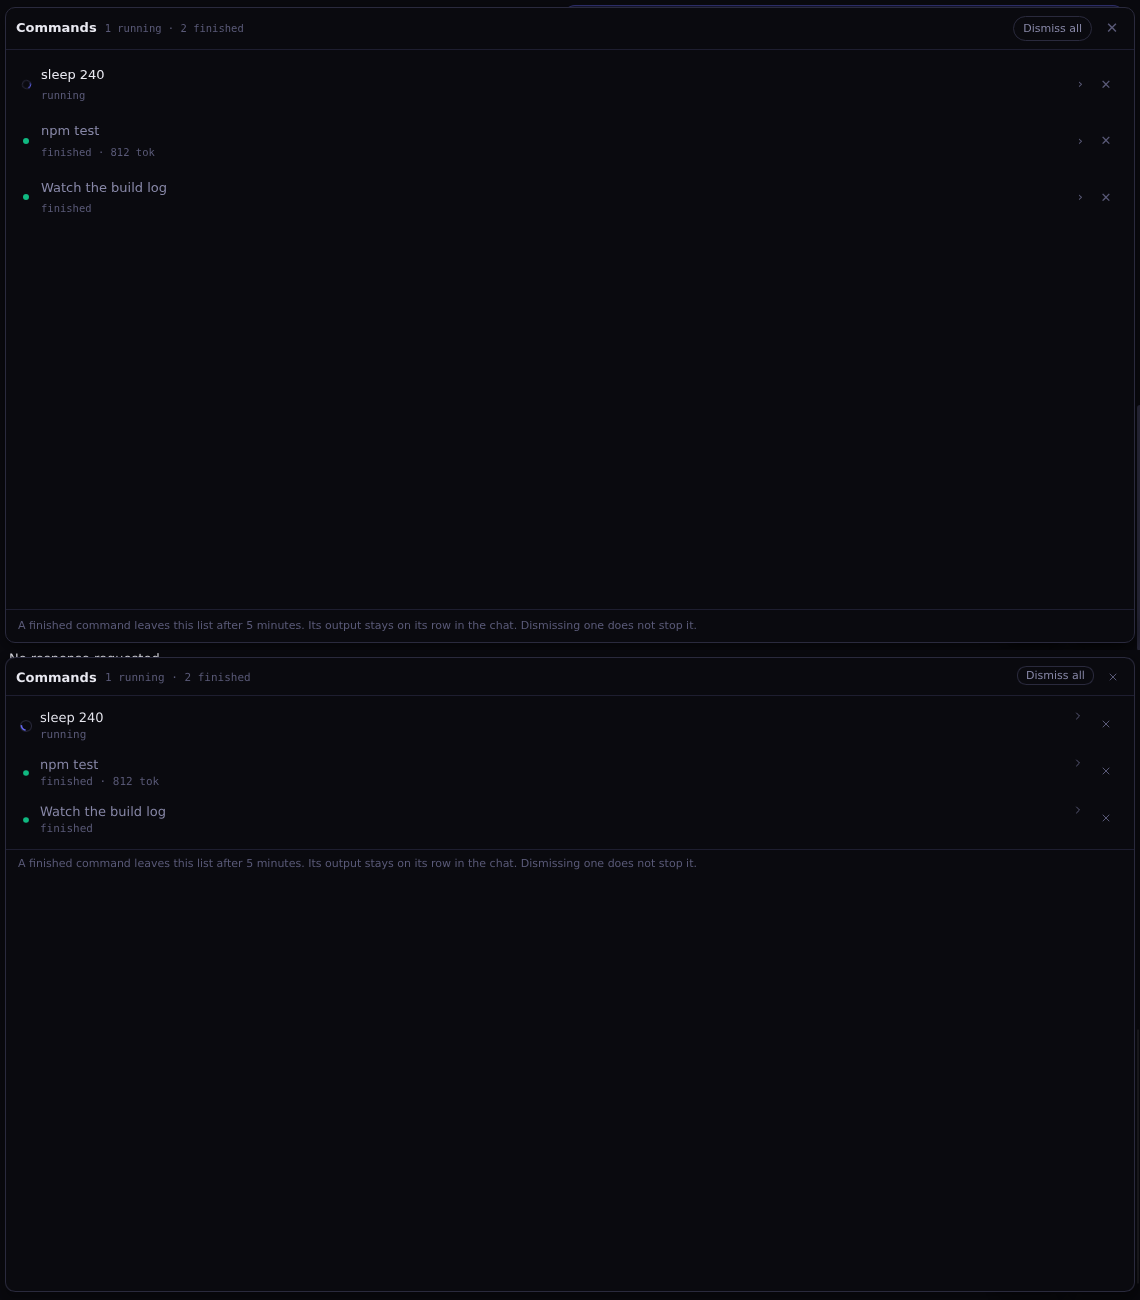 Commands 1 running · 2 finished Dismiss all ✕
sleep 240
running › ✕
npm test
finished · 812 tok › ✕
Watch the build log
finished › ✕
A finished command leaves this list after 5 minutes. Its output stays on its row in the chat. Dismissing one does not stop it.
No response requested
Commands 1 running · 2 finished Dismiss all ✕
sleep 240
running › ✕
npm test
finished · 812 tok › ✕
Watch the build log
finished › ✕
A finished command leaves this list after 5 minutes. Its output stays on its row in the chat. Dismissing one does not stop it.